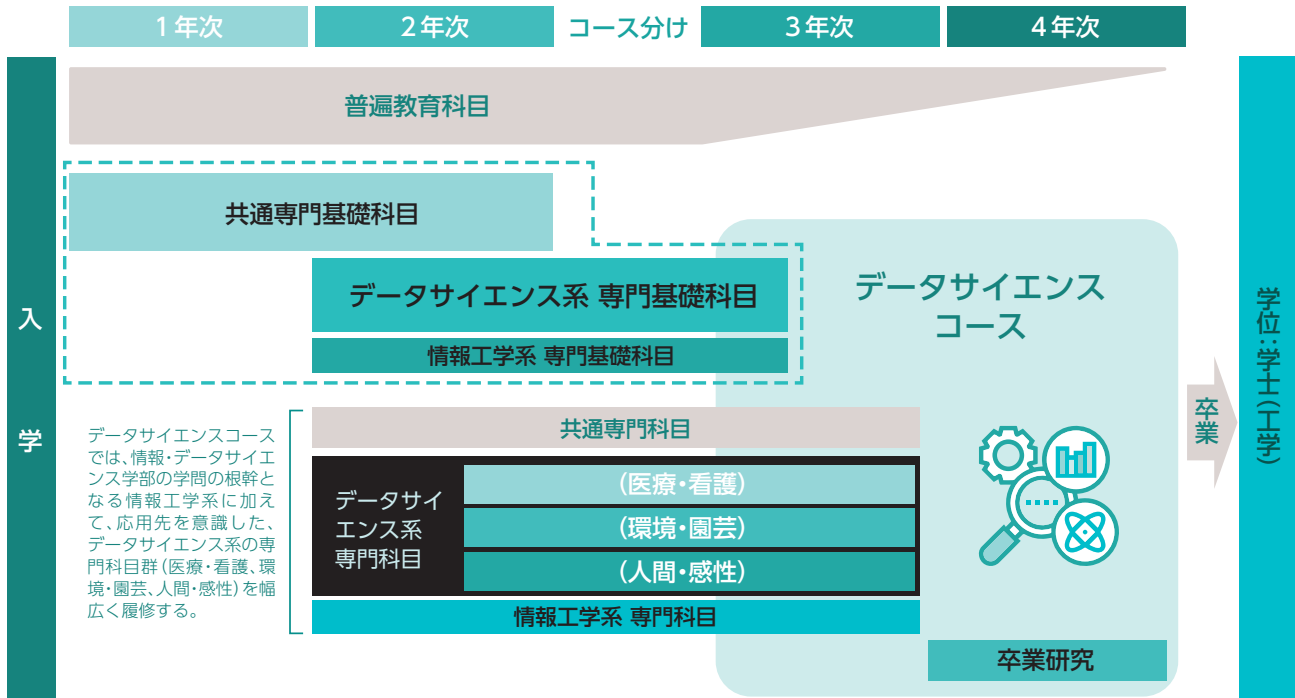 1年次
2年次
コース分け
3年次
4年次
入学
普遍教育科目
共通専門基礎科目
データサイエンス系 専門基礎科目
情報工学系 専門基礎科目
データサイエンス
コース
データサイエンスコース
では、情報・データサイエ
ンス学部の学問の根幹と
なる情報工学系に加え
て、応用先を意識した、
データサイエンス系の専
門科目群(医療・看護、環
境・園芸、人間・感性)を幅
広く履修する。
共通専門科目
データサイ
エンス系
専門科目
(医療・看護)
(環境・園芸)
(人間・感性)
情報工学系 専門科目
卒業研究
卒業
学位:学士(工学)